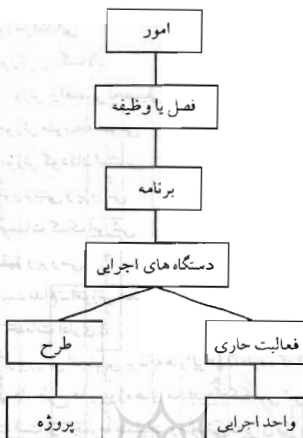 امور
فصل یا وظیفه
برنامه
دستگاه های اجرایی
فعالیت جاری
طرح
واحد اجرایی
پروژه